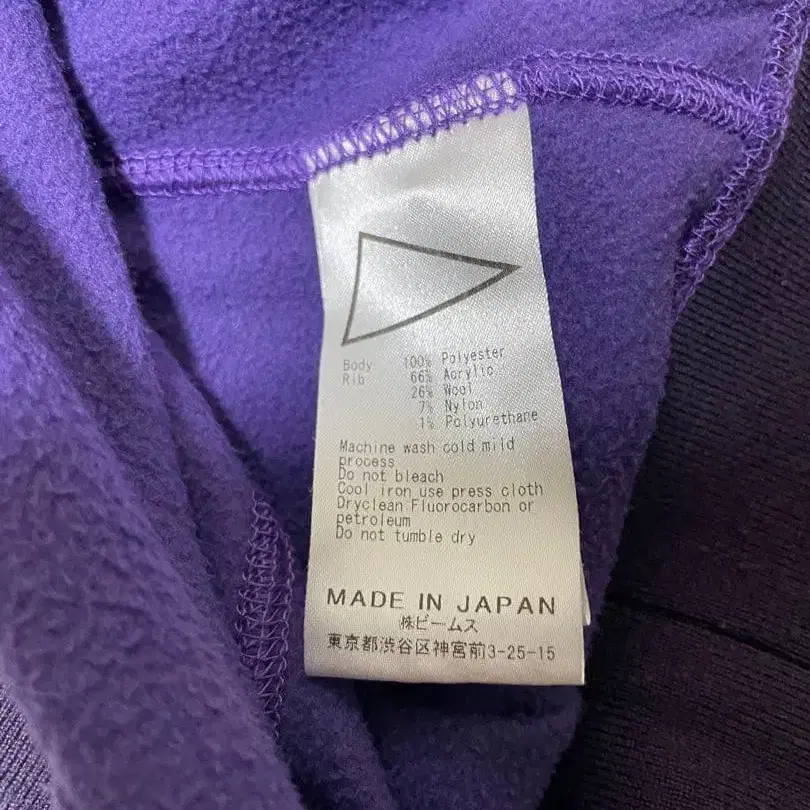 Body 100% Polyester
Rib 66% Acrylic
26% Wool
7% Nylon
1% Polyurethane
Machine wash cold mild
process
Do not bleach
Cool iron use press cloth
Dryclean Fluorocarbon or
petroleum
Do not tumble dry
MADE IN JAPAN
㈱ビームス
東京都渋谷区神宮前3-25-15